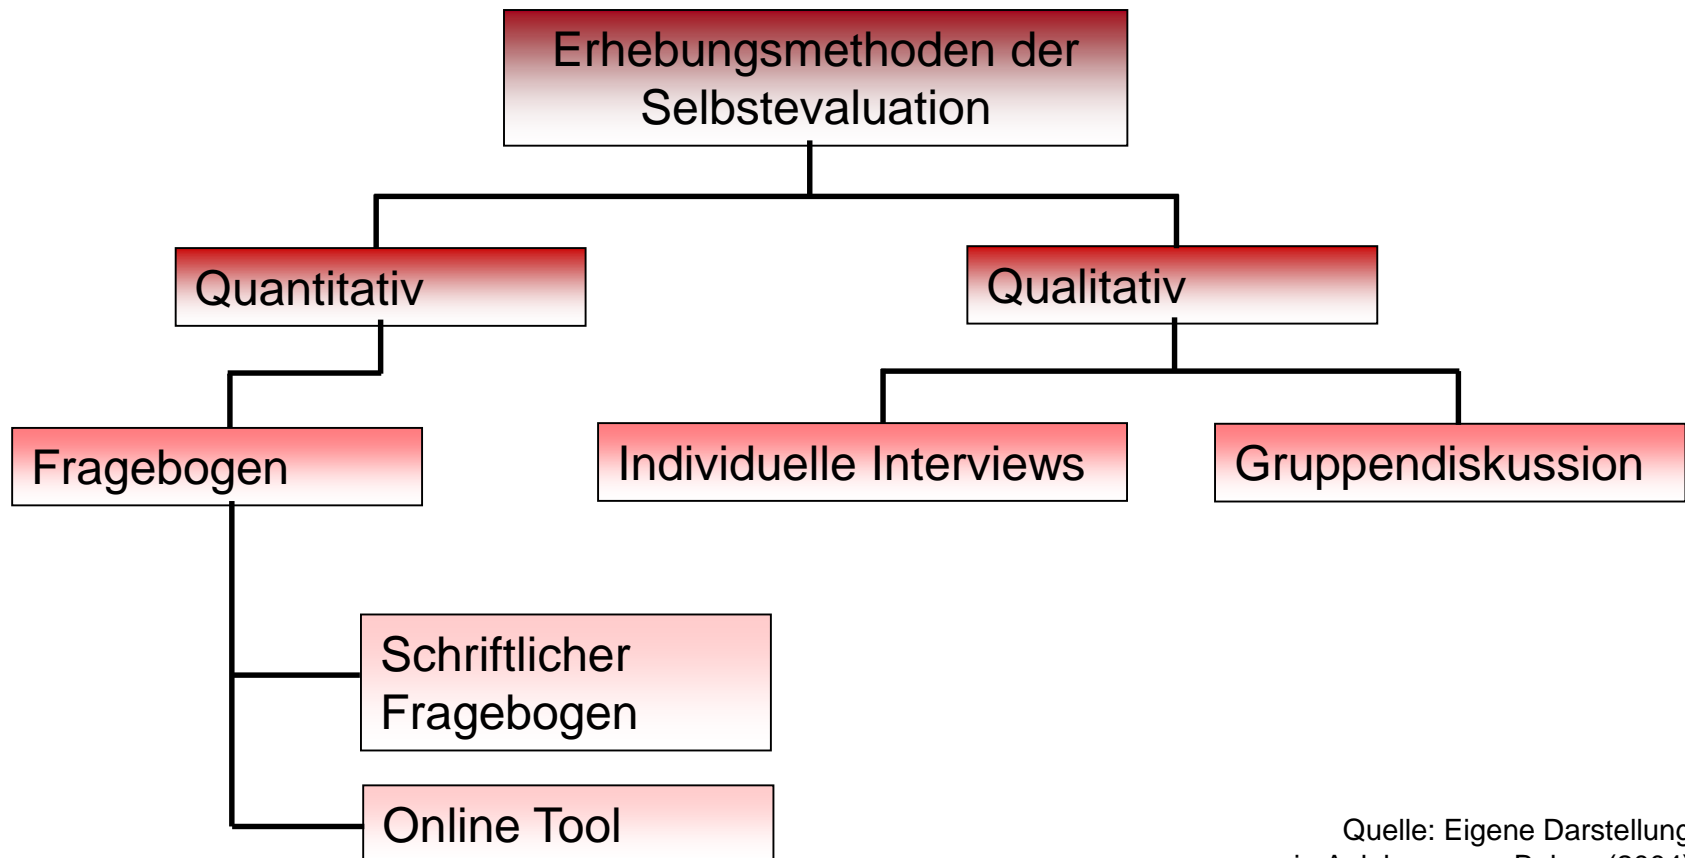 Erhebungsmethoden der
Selbstevaluation
Quantitativ
Qualitativ
Fragebogen
Individuelle Interviews
Gruppendiskussion
Schriftlicher
Fragebogen
Online Tool
Quelle: Eigene Darstellung